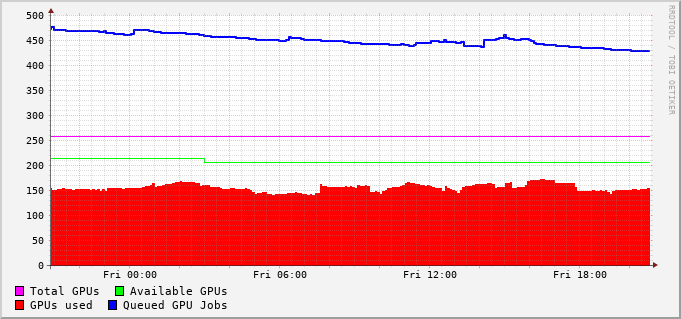 500
450
400
350
300
250
200
150
100
50
0
Fri 00:00 Fri 06:00 Fri 12:00 Fri 18:00
Total GPUs Available GPUs
GPUs used Queued GPU Jobs
RRDTOOL / TOBI OETIKER